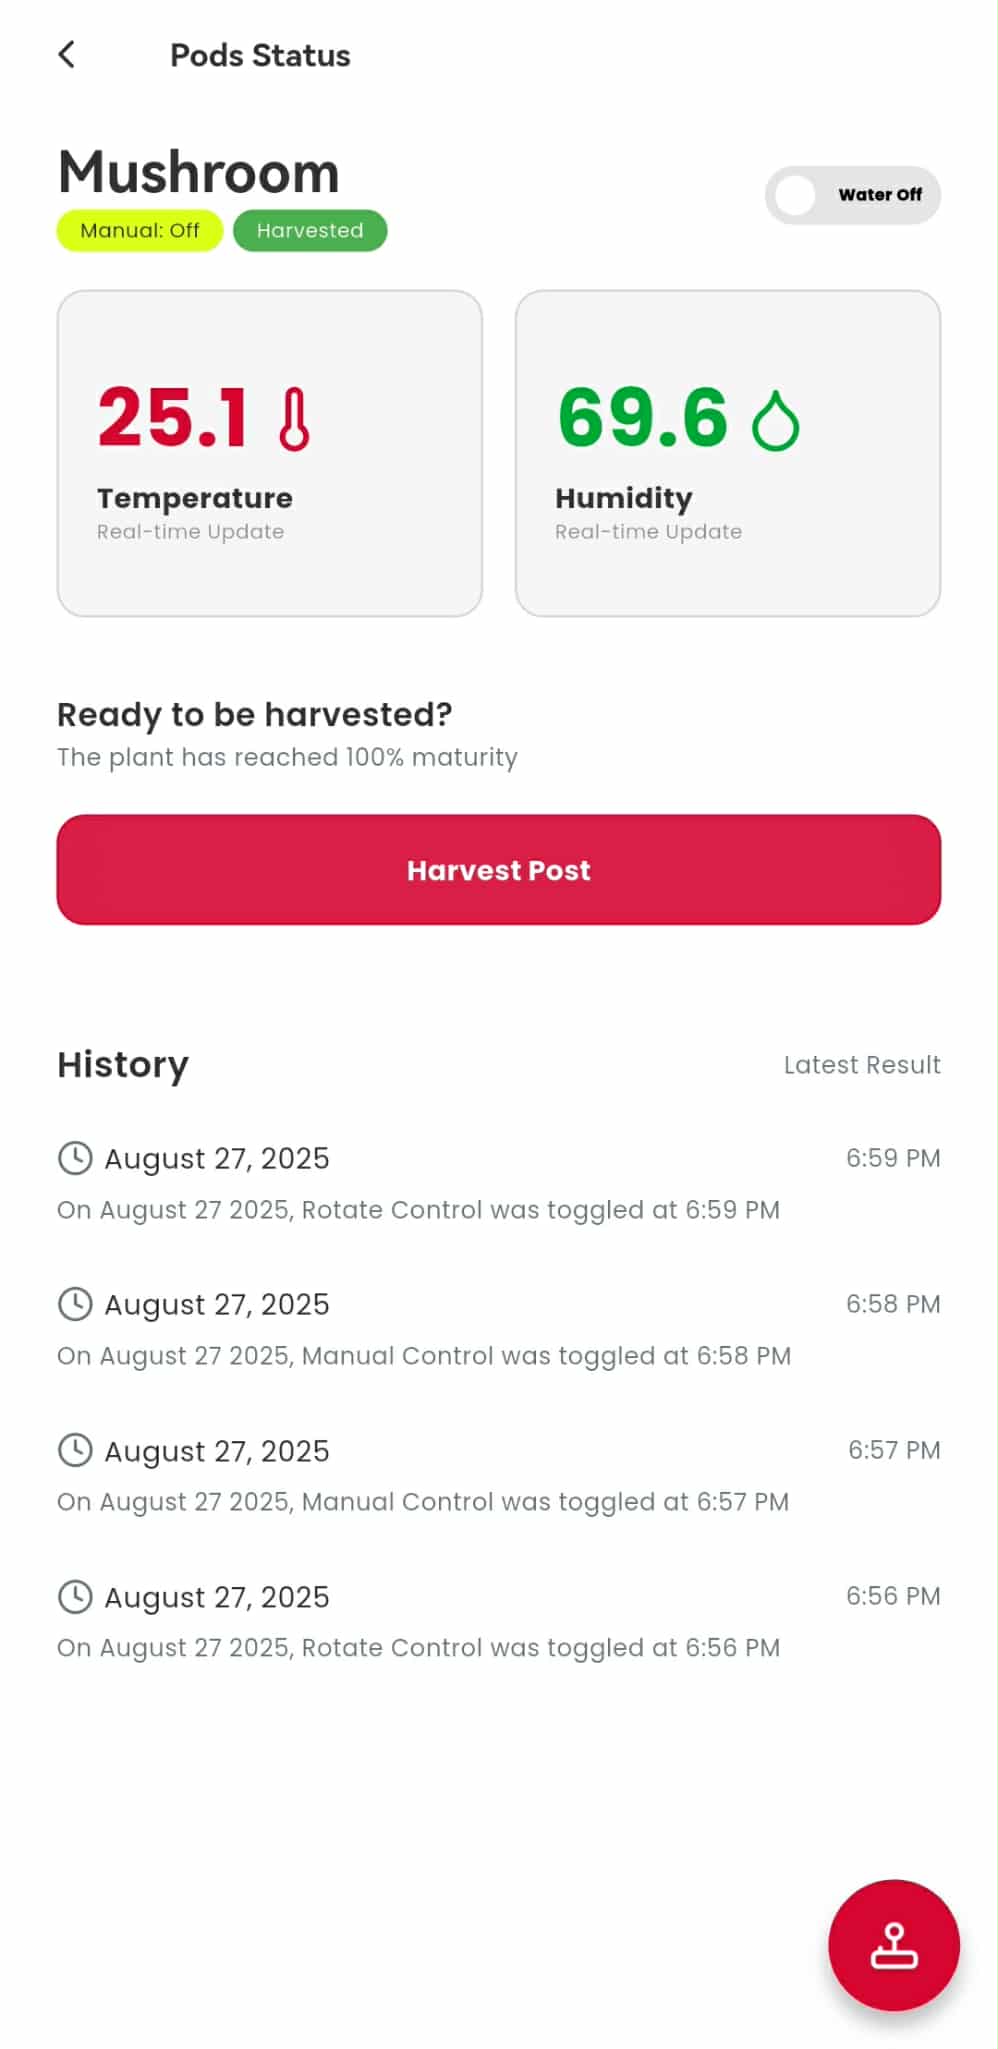 Pods Status
Mushroom
Water Off
Manual: Off
Harvested
25.1
69.6
Temperature
Humidity
Real-time Update
Real-time Update
Ready to be harvested?
The plant has reached 100% maturity
Harvest Post
History
Latest Result
August 27, 2025
6:59 PM
On August 27 2025, Rotate Control was toggled at 6:59 PM
August 27, 2025
6:58 PM
On August 27 2025, Manual Control was toggled at 6:58 PM
August 27, 2025
6:57 PM
On August 27 2025, Manual Control was toggled at 6:57 PM
August 27, 2025
6:56 PM
On August 27 2025, Rotate Control was toggled at 6:56 PM